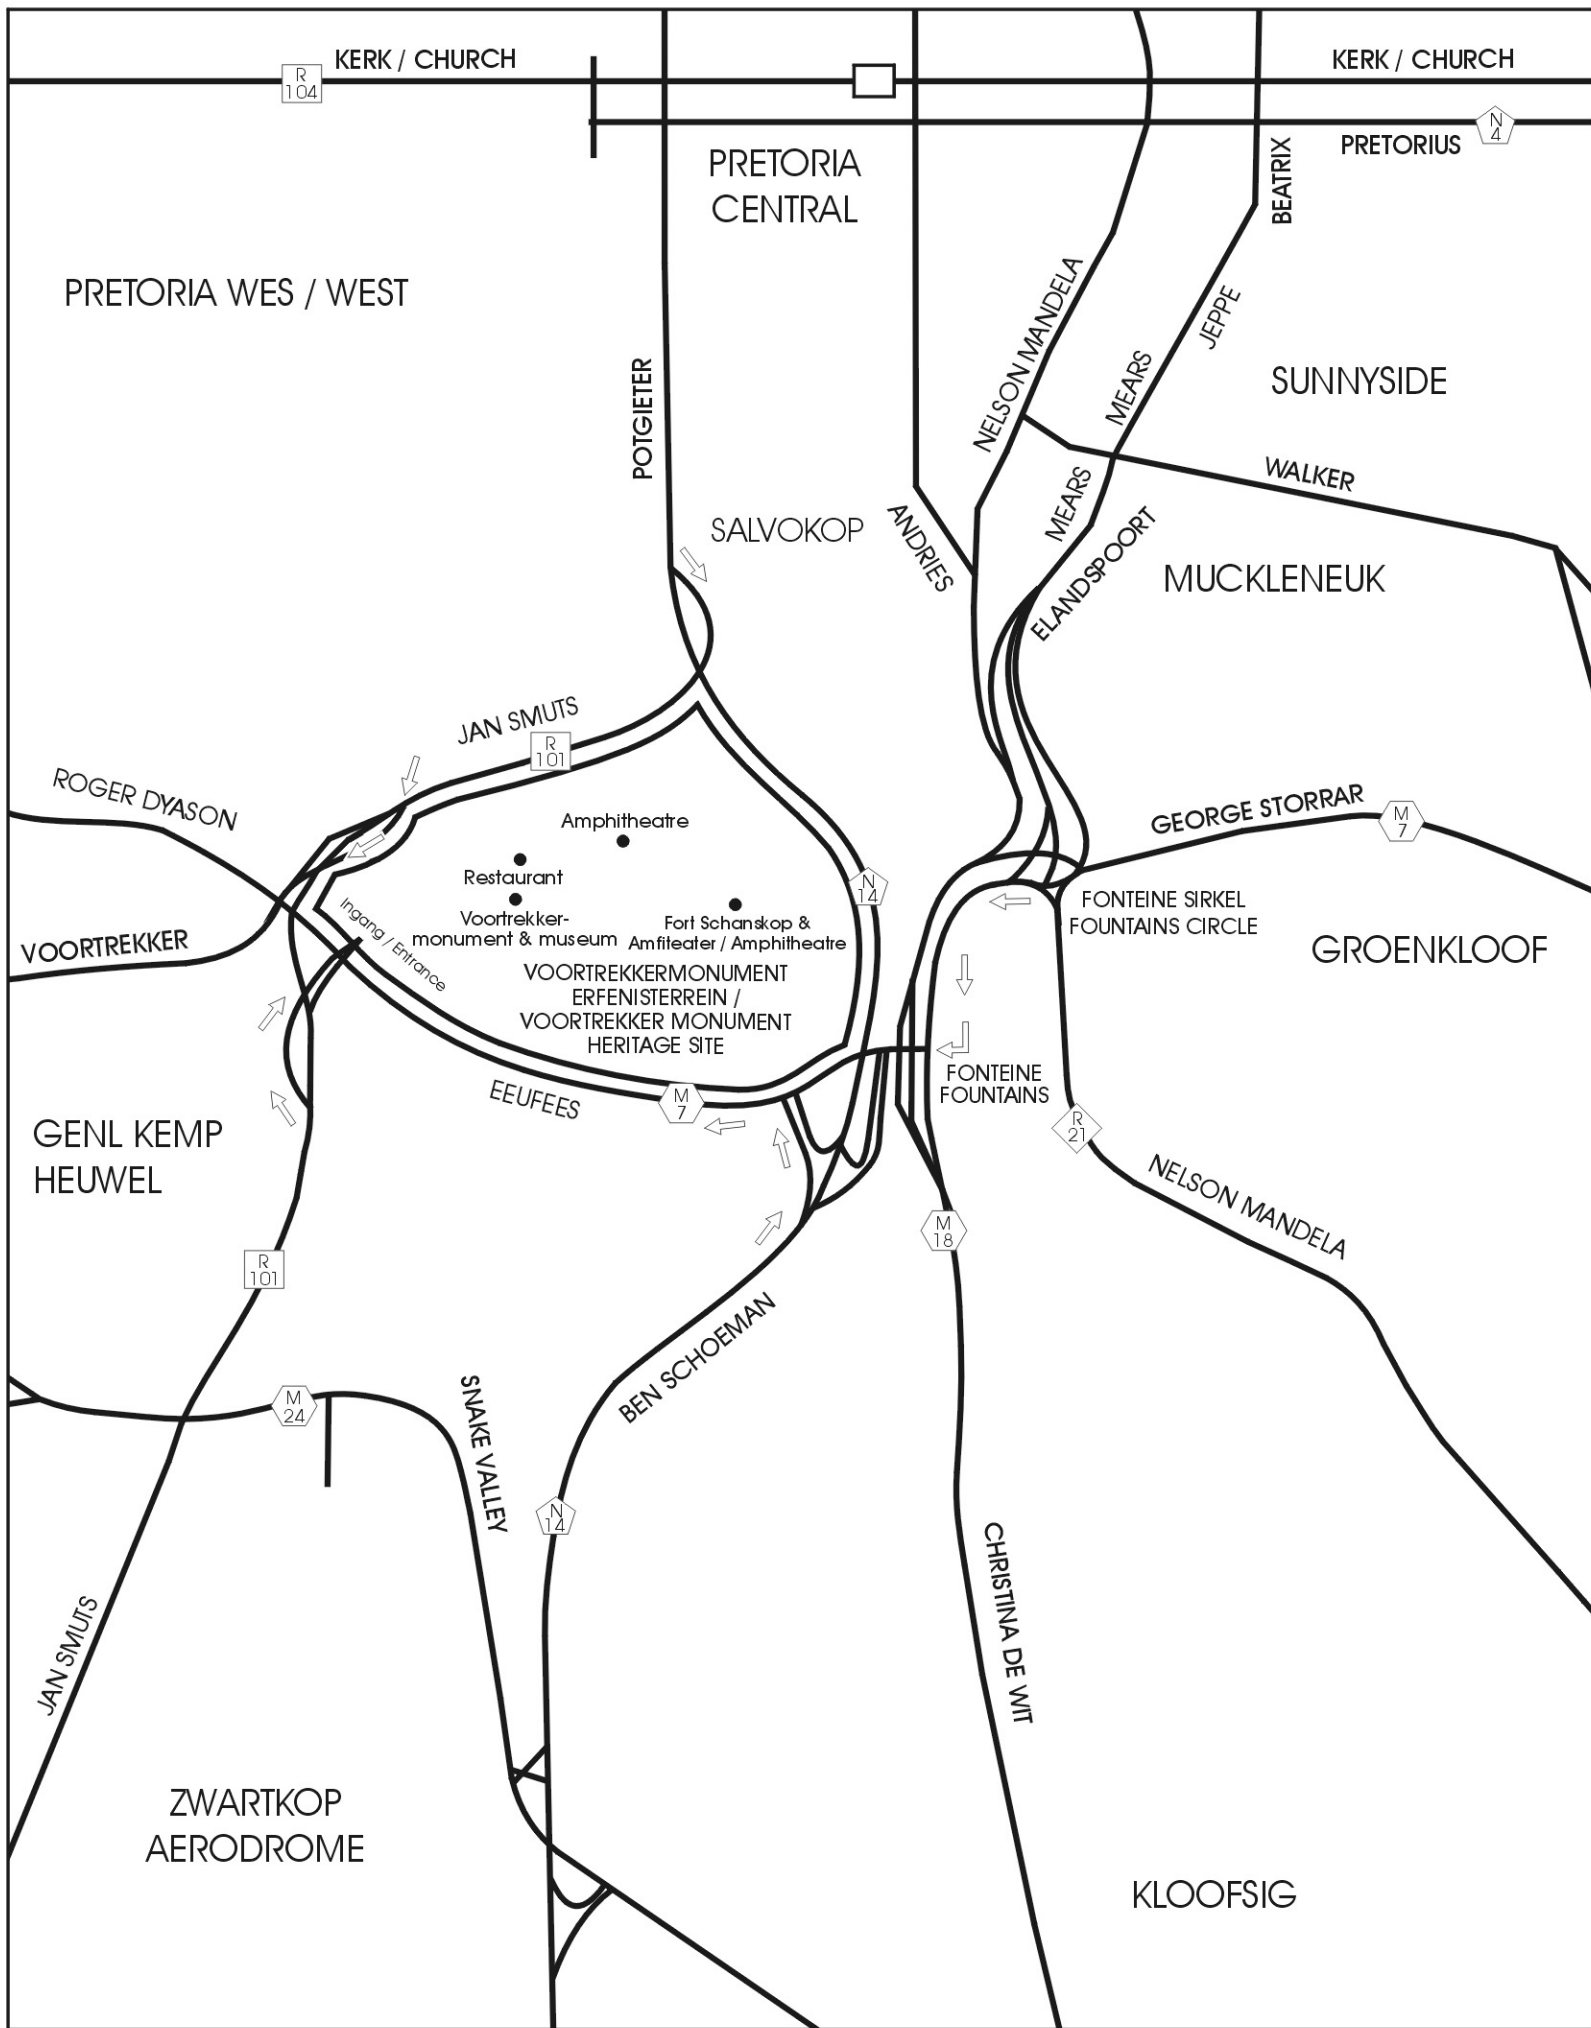 KERK / CHURCH
KERK / CHURCH
R
104
N
4
PRETORIUS
PRETORIA
CENTRAL
BEATRIX
PRETORIA WES / WEST
NELSON MANDELA
JEPPE
POTGIETER
MEARS
SUNNYSIDE
WALKER
MEARS
SALVOKOP
ANDRIES
ELANDSPOORT
MUCKLENEUK
JAN SMUTS
R
101
ROGER DYASON
GEORGE STORRAR
M
7
Amphitheatre
Restaurant
N
14
Voortrekker-
monument & museum
Fort Schanskop &
Amfiteater / Amphitheatre
FONTEINE SIRKEL
FOUNTAINS CIRCLE
Ingang / Entrance
VOORTREKKER
GROENKLOOF
VOORTREKKERMONUMENT
ERFENISTERREIN /
VOORTREKKER MONUMENT
HERITAGE SITE
FONTEINE
FOUNTAINS
EEUFEES
M
7
R
21
GENL KEMP
HEUWEL
NELSON MANDELA
M
18
R
101
BEN SCHOEMAN
M
24
SNAKE VALLEY
N
14
CHRISTINA DE WIT
JAN SMUTS
ZWARTKOP
AERODROME
KLOOFSIG